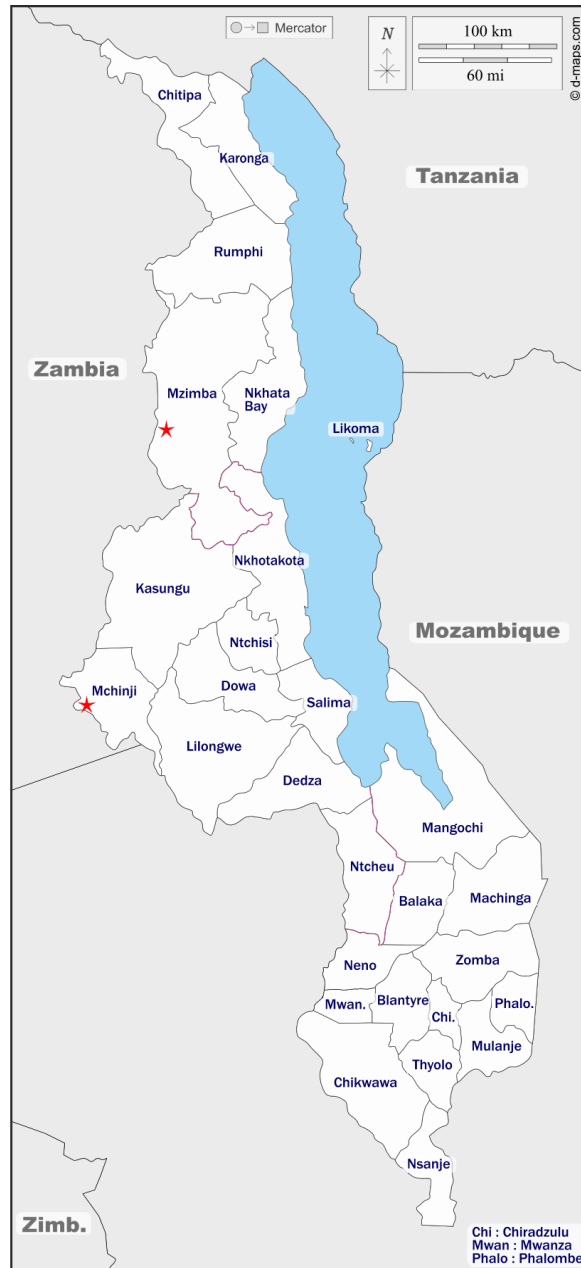 Mercator
N
100 km
60 mi
© d-maps.com
Chitipa
Karonga
Tanzania
Rumphi
Zambia
Mzimba
Nkhata
Bay
Likoma
Nkhotakota
Kasungu
Mozambique
Ntchisi
Mchinji
Dowa
Salima
Lilongwe
Dedza
Mangochi
Ntcheu
Balaka
Machinga
Neno
Zomba
Mwan.
Blantyre
Chi.
Phalo.
Mulanje
Thyolo
Chikwawa
Nsanje
Zimb.
Chi : Chiradzulu
Mwan : Mwanza
Phalo : Phalombe